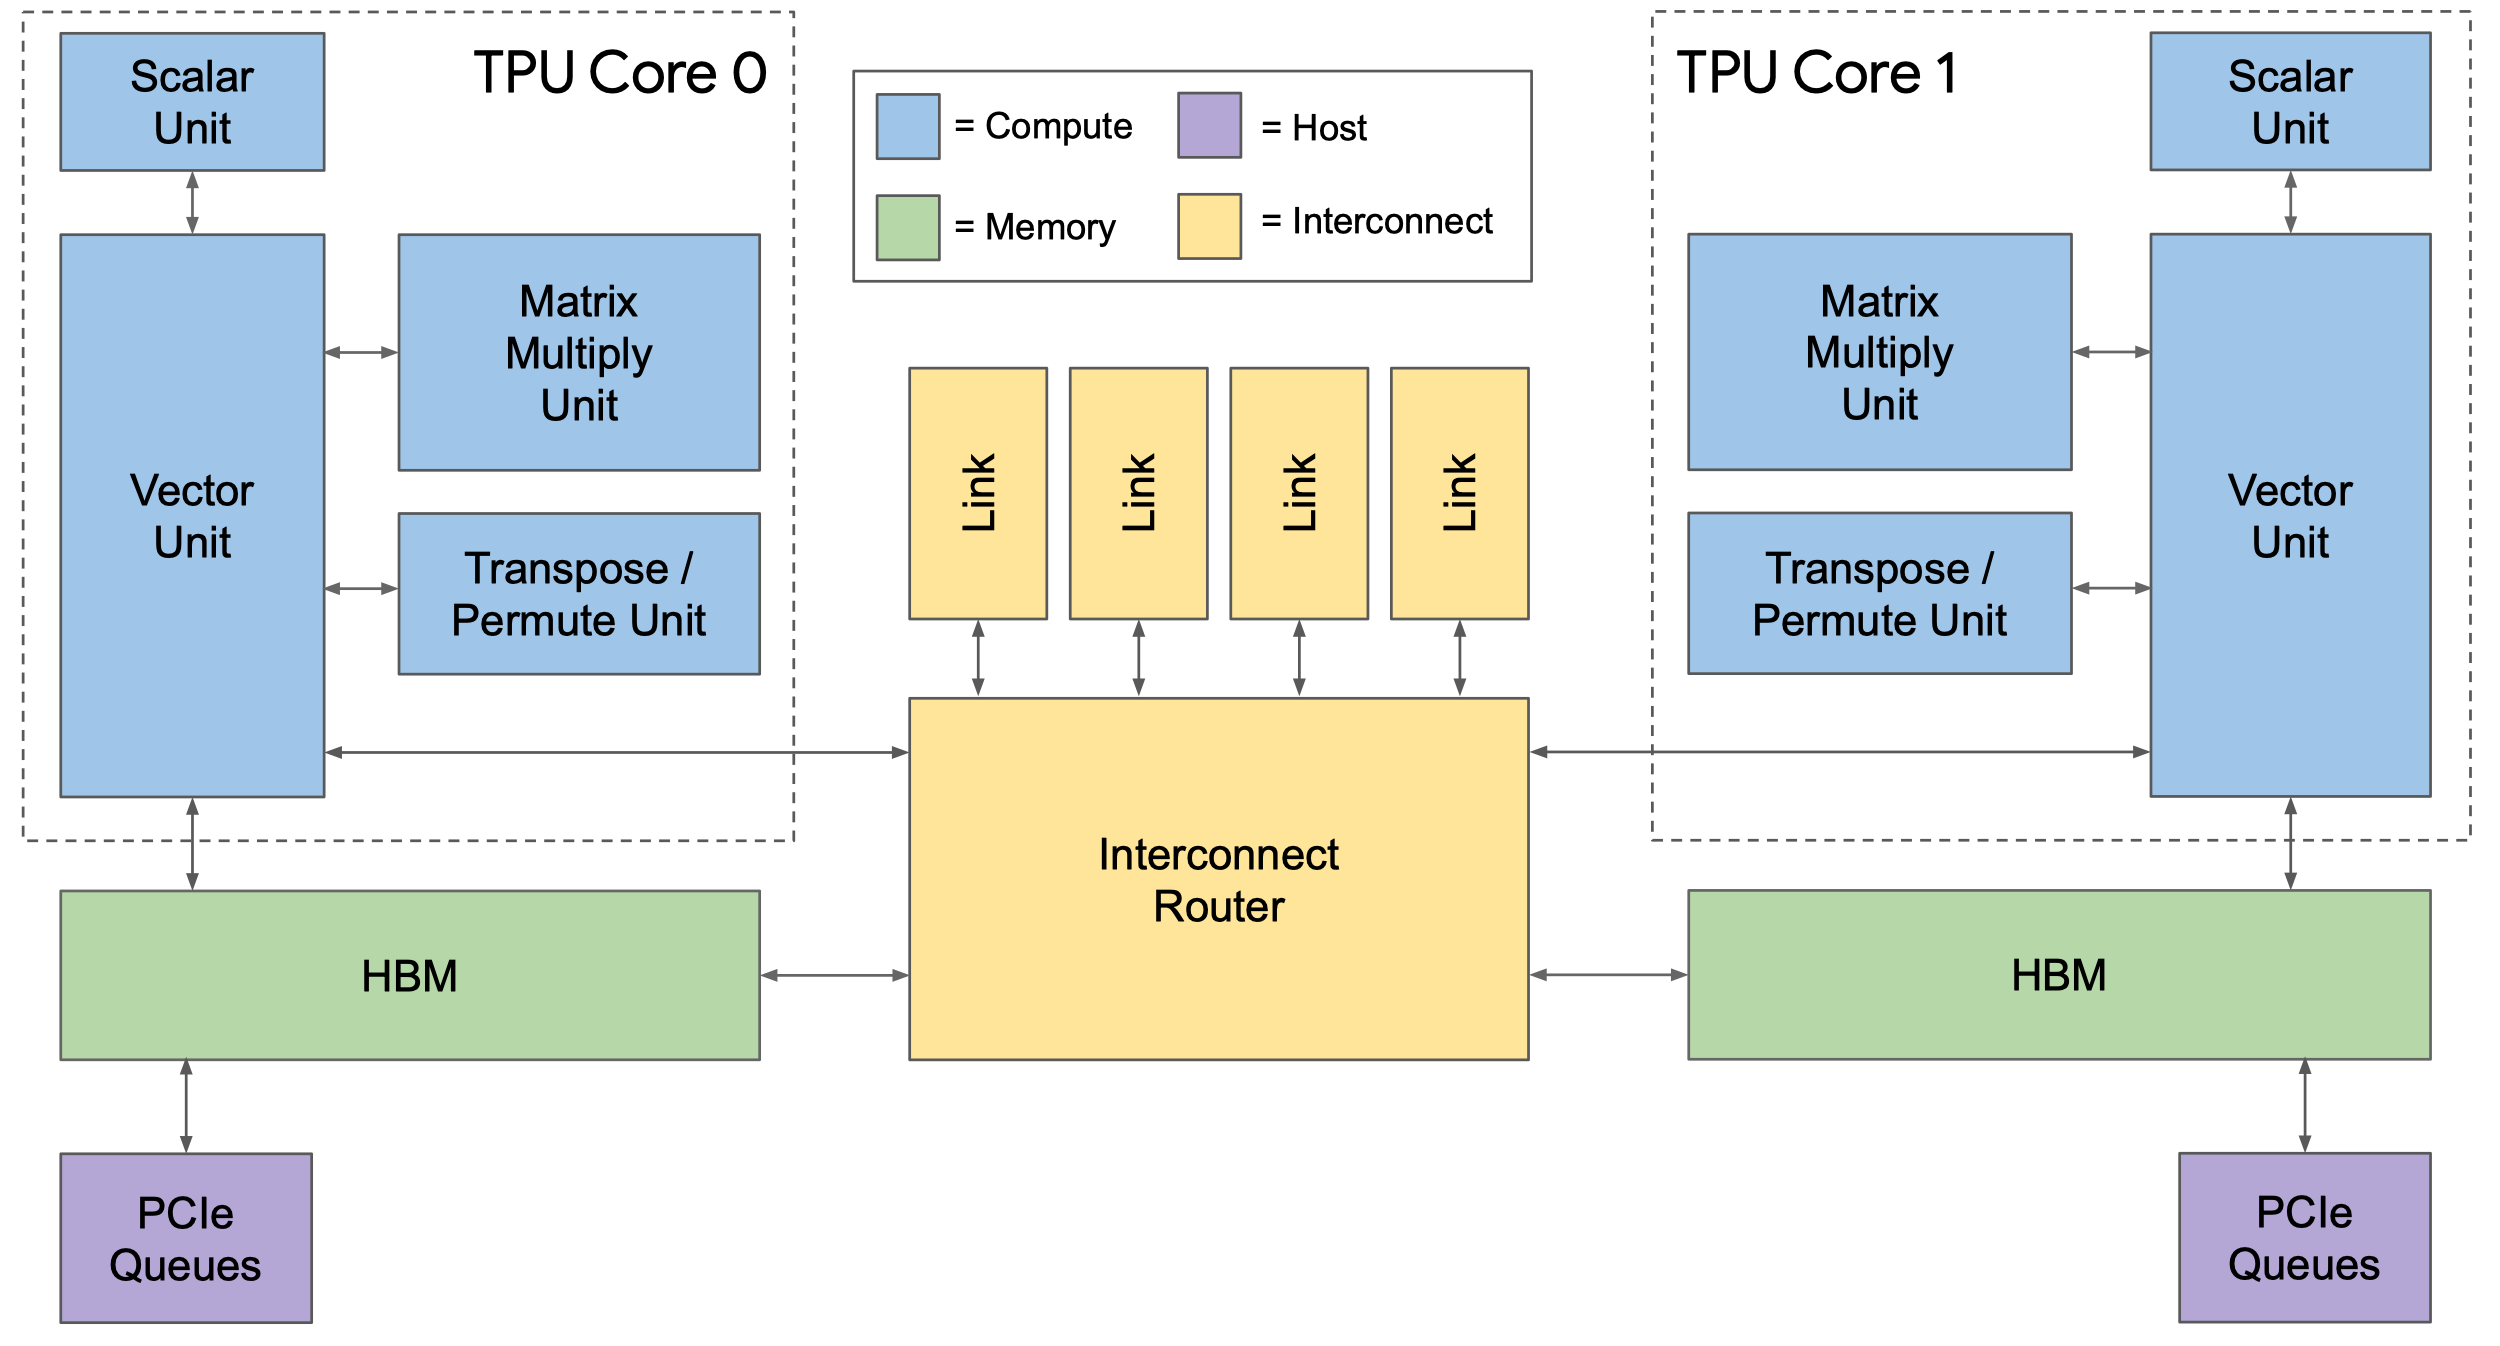 TPU Core 0
Scalar
Unit
Vector
Unit
Matrix
Multiply
Unit
Transpose /
Permute Unit
HBM
PCIe
Queues
= Compute
= Host
= Memory
= Interconnect
Link
Link
Link
Link
Interconnect
Router
TPU Core 1
Scalar
Unit
Matrix
Multiply
Unit
Transpose /
Permute Unit
Vector
Unit
HBM
PCIe
Queues